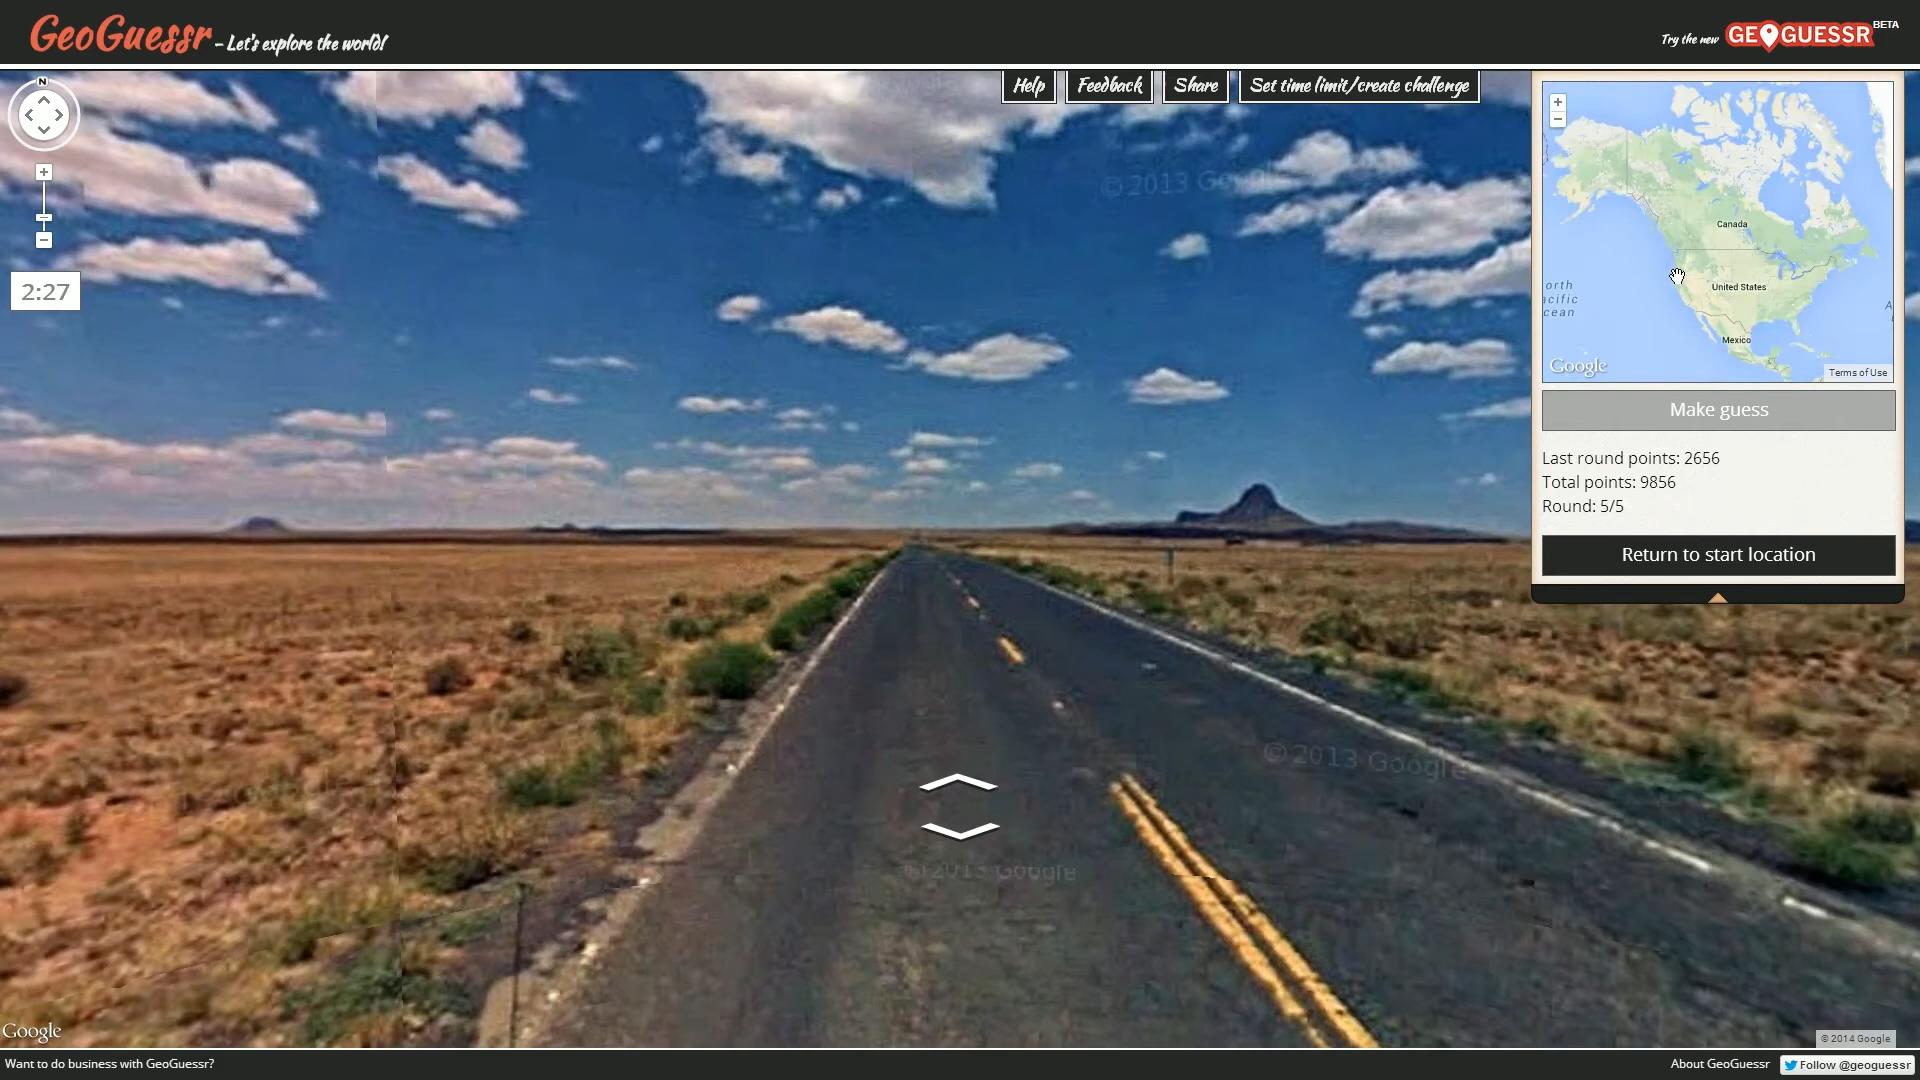 GeoGuessr - Let's explore the world!
Try the new GEOGUESSR BETA
Help Feedback Share Set time limit/create challenge
N
+
−
2:27
© 2013 Google
+
−
Canada
United States
Mexico
orth
acific
cean
A
Google
Terms of Use
Make guess
Last round points: 2656
Total points: 9856
Round: 5/5
Return to start location
© 2013 Google
© 2013 Google
Google
© 2014 Google
Want to do business with GeoGuessr?
About GeoGuessr
Follow @geoguessr